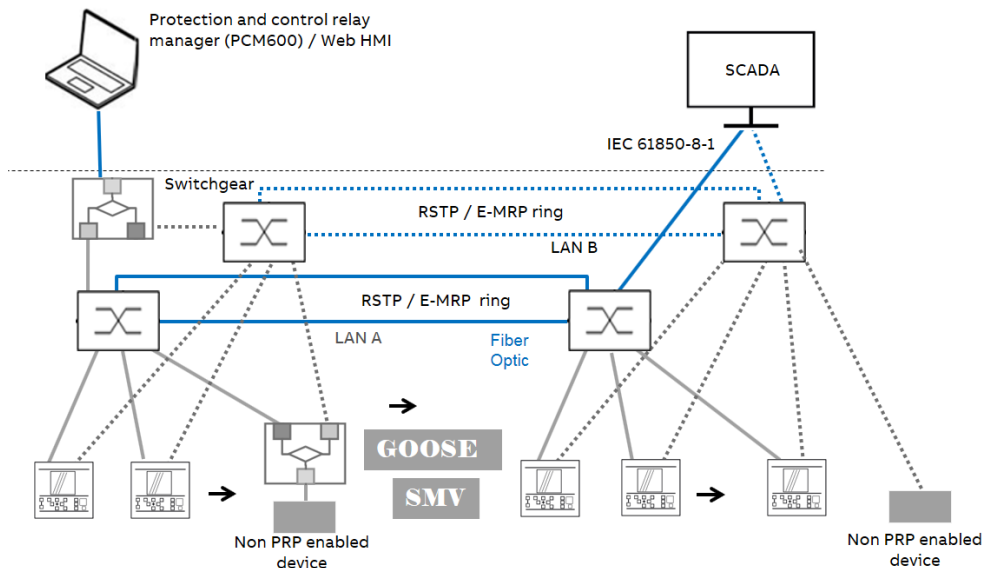 Protection and control relay
manager (PCM600) / Web HMI
SCADA
IEC 61850-8-1
Switchgear
RSTP / E-MRP ring
LAN B
RSTP / E-MRP ring
LAN A
Fiber
Optic
GOOSE
SMV
Non PRP enabled
device
Non PRP enabled
device